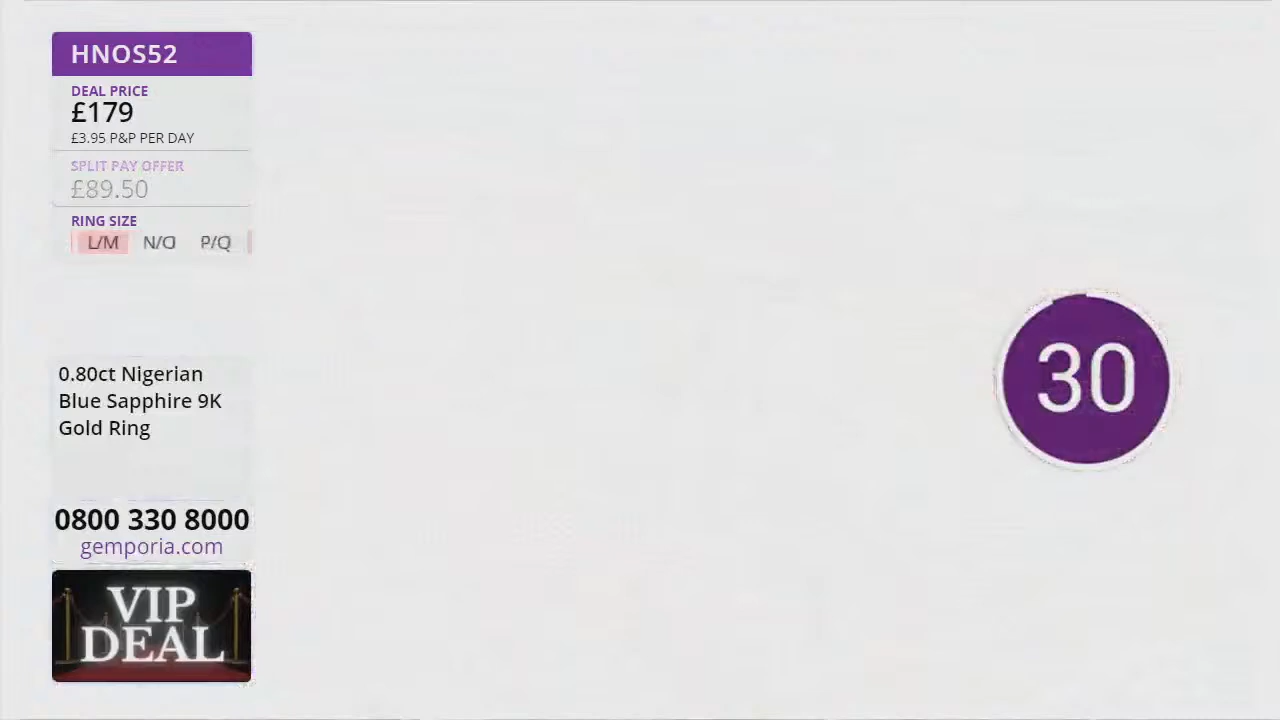 HNOS52
DEAL PRICE
£179
£3.95 P&P PER DAY
SPLIT PAY OFFER
£89.50
RING SIZE
L/M N/O P/Q
30
0.80ct Nigerian
Blue Sapphire 9K
Gold Ring
0800 330 8000
gemporia.com
VIP
DEAL